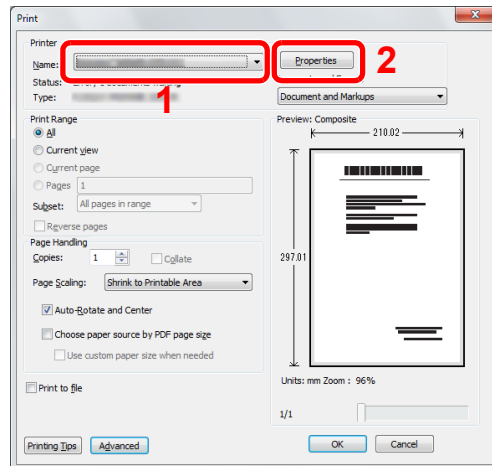 Print
Printer
Name:
Properties
2
Status:
Type:
1
Document and Markups
Print Range
All
Current view
Current page
Pages 1
Subset: All pages in range
Reverse pages
Page Handling
Copies: 1 Collate
Page Scaling: Shrink to Printable Area
Auto-Rotate and Center
Choose paper source by PDF page size
Use custom paper size when needed
Print to file
Preview: Composite
210.02
297.01
Units: mm Zoom : 96%
1/1
Printing Tips Advanced OK Cancel